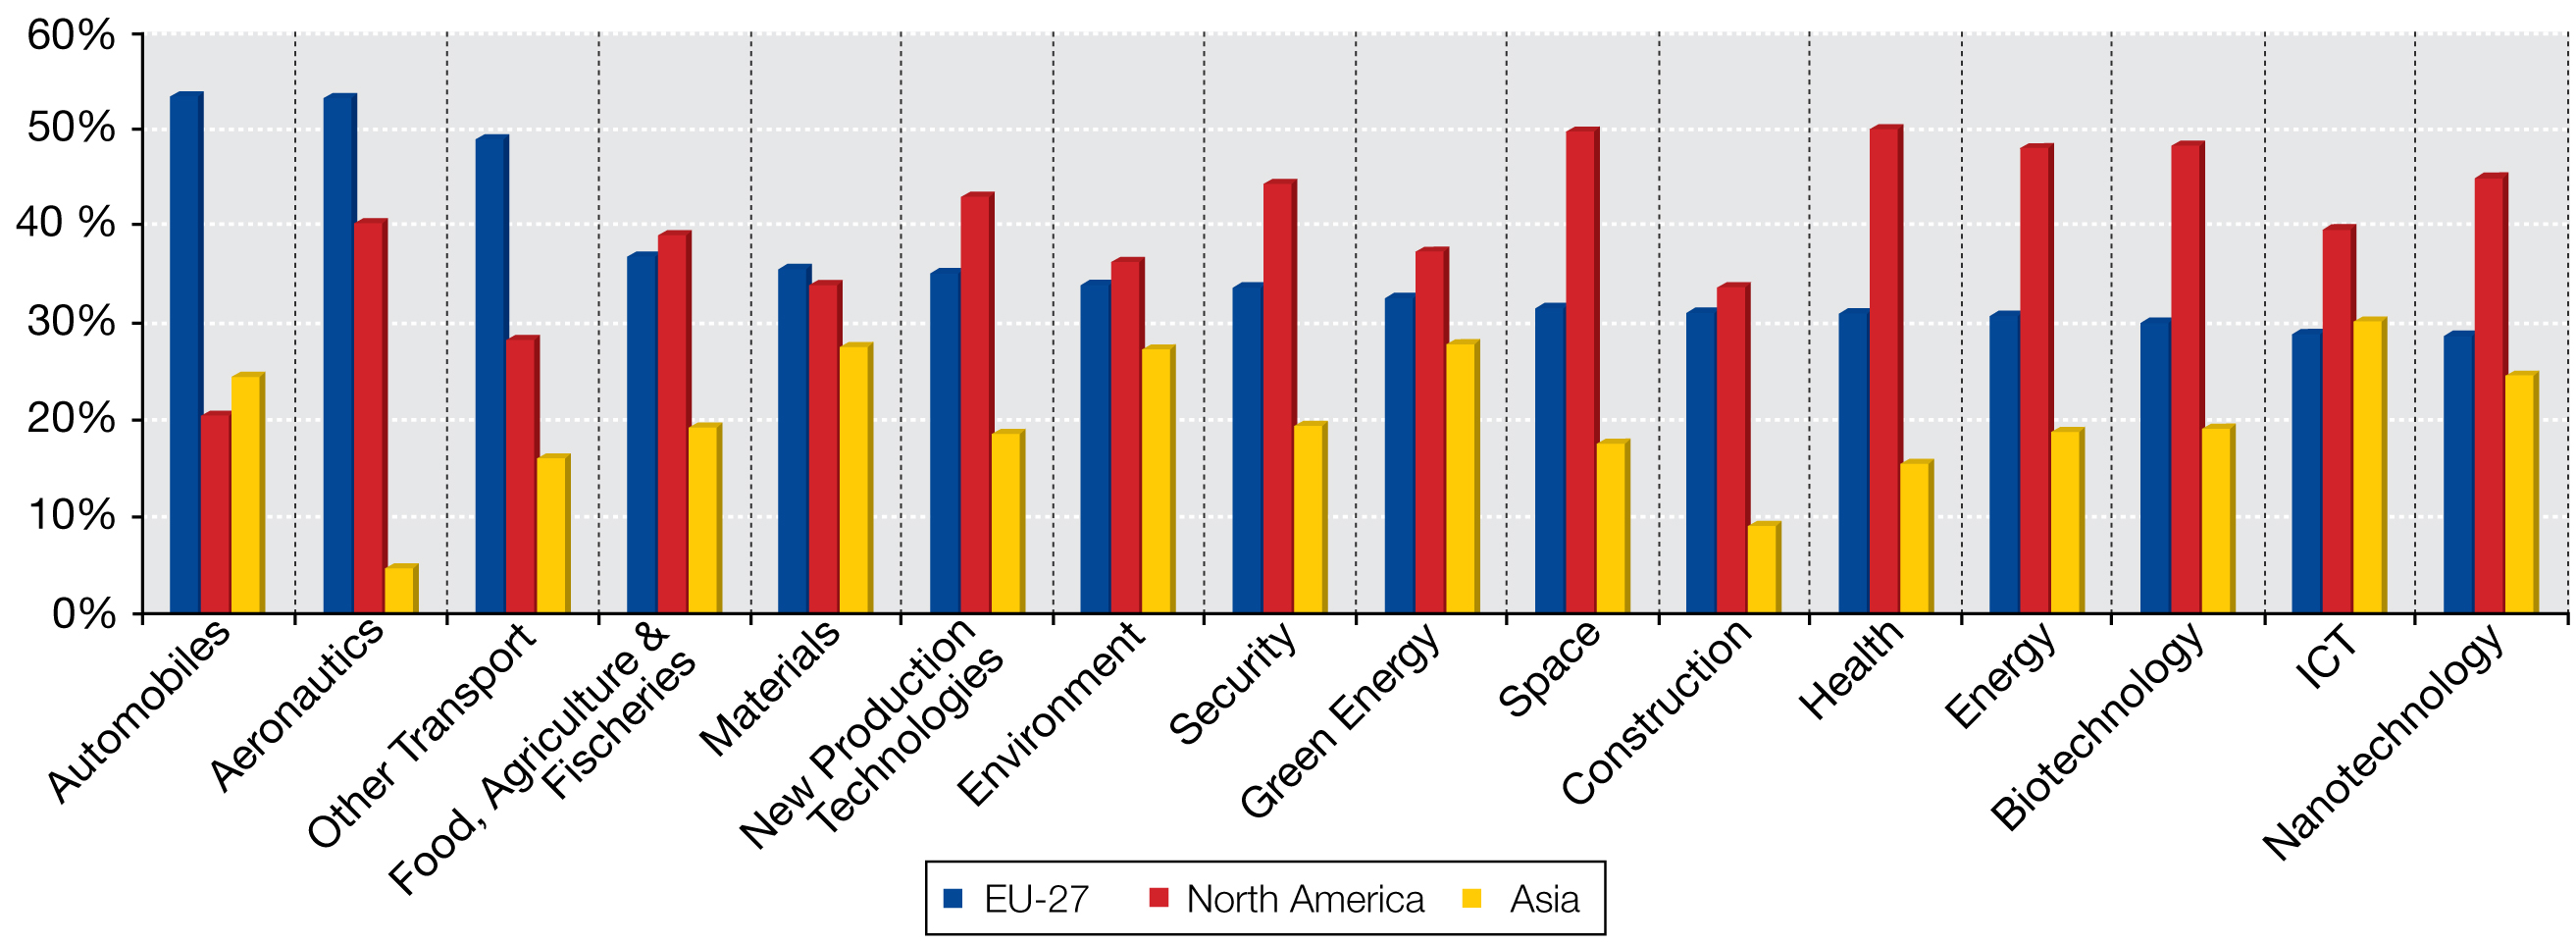 60%
50%
40 %
30%
20%
10%
0%
Automobiles
Aeronautics
Other Transport
Food, Agriculture &
Fischeries
Materials
New Production
Technologies
Environment
Security
Green Energy
Space
Construction
Health
Energy
Biotechnology
ICT
Nanotechnology
EU-27 North America Asia